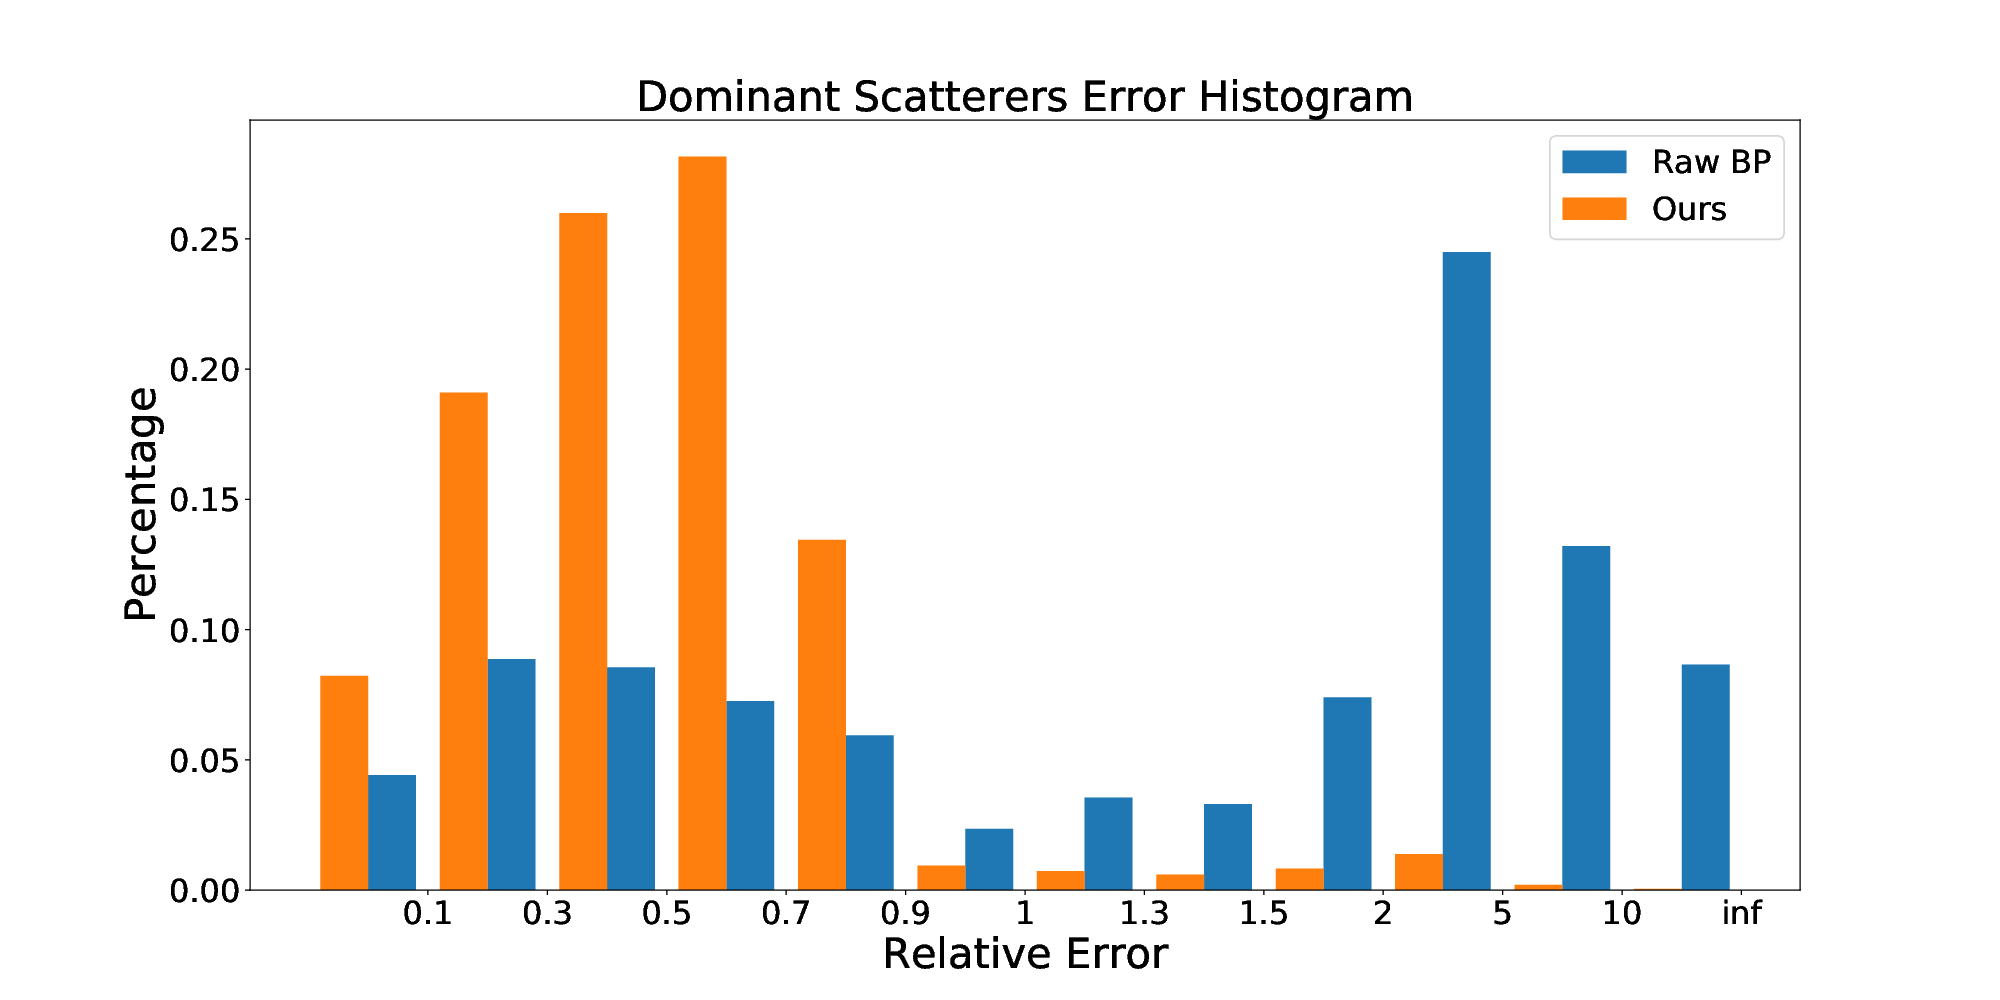 Dominant Scatterers Error Histogram
Raw BP
Ours
Percentage
0.25
0.20
0.15
0.10
0.05
0.00
0.1 0.3 0.5 0.7 0.9 1 1.3 1.5 2 5 10 inf
Relative Error